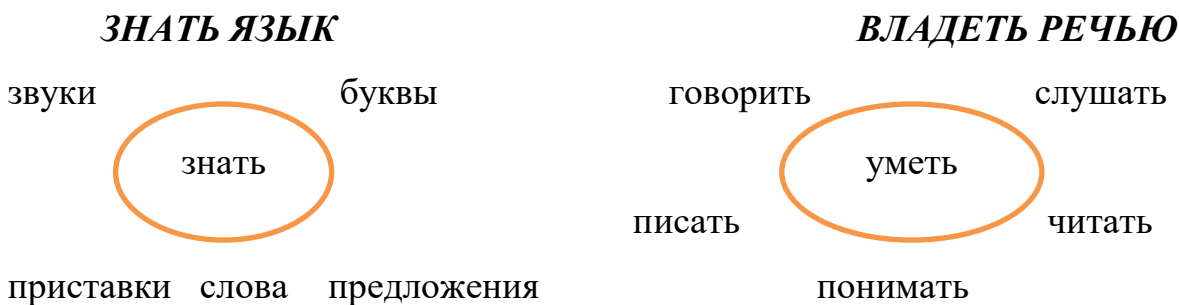 ЗНАТЬ ЯЗЫК ВЛАДЕТЬ РЕЧЬЮ
звуки буквы говорить слушать
знать уметь
писать читать
приставки слова предложения понимать